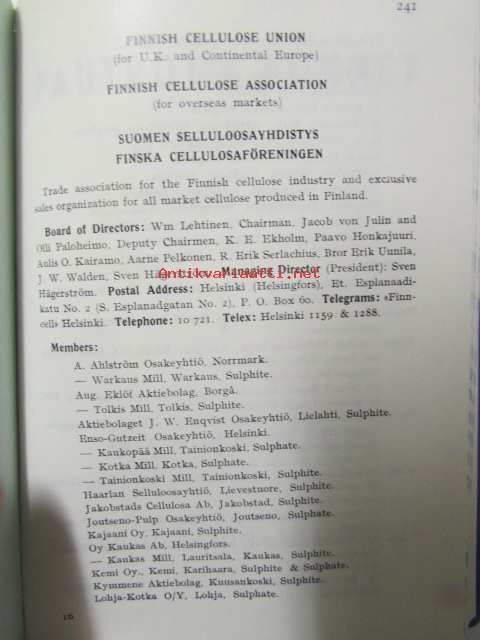 241
FINNISH CELLULOSE UNION
(for U.K. and Continental Europe)
FINNISH CELLULOSE ASSOCIATION
(for overseas markets)
SUOMEN SELLULOOSAYHDISTYS
FINSKA CELLULOSAFÖRENINGEN
Trade association for the Finnish cellulose industry and exclusive
sales organization for all market cellulose produced in Finland.
Board of Directors: Wm Lehtinen, Chairman, Jacob von Julin and
Olli Paloheimo, Deputy Chairmen, K. E. Ekholm, Paavo Honkajuuri,
Aulis O. Kairamo, Aarne Pelkonen, R. Erik Serlachius, Bror Erik Uunila,
J. W. Walden, Sven Managing Director (President): Sven
Antikvariaatti.net
Hägerström. Postal Address: Helsinki (Helsingfors), Et. Esplanaadi-
katu No. 2 (S. Esplanadgatan No. 2), P. O. Box 60. Telegrams: »Finn-
cell» Helsinki. Telephone: 10 721. Telex: Helsinki 1159 & 1288.
Members:
A. Ahlström Osakeyhtiö, Norrmark.
— Warkaus Mill, Warkaus, Sulphite.
Aug. Eklöf Aktiebolag, Borgå.
— Tolkis Mill, Tolkis, Sulphite.
Aktiebolaget J. W. Enqvist Osakeyhtiö, Lielahti, Sulphite.
Enso-Gutzeit Osakeyhtiö, Helsinki.
— Kaukopää Mill, Tainionkoski, Sulphate.
— Kotka Mill, Kotka, Sulphate.
— Tainionkoski Mill, Tainionkoski, Sulphite.
Haarlan Selluloosayhtiö, Lievestuore, Sulphite.
Jakobstads Cellulosa Ab, Jakobstad, Sulphite.
Joutseno-Pulp Osakeyhtiö, Joutseno, Sulphate.
Kajaani Oy, Kajaani, Sulphite.
Oy Kaukas Ab, Helsingfors.
— Kaukas Mill, Lauritsala, Kaukas, Sulphite.
Kemi Oy., Kemi, Karihaara, Sulphite & Sulphate.
Kymmene Aktiebolag, Kuusankoski, Sulphite.
Lohja-Kotka O/Y, Lohja, Sulphate.
16